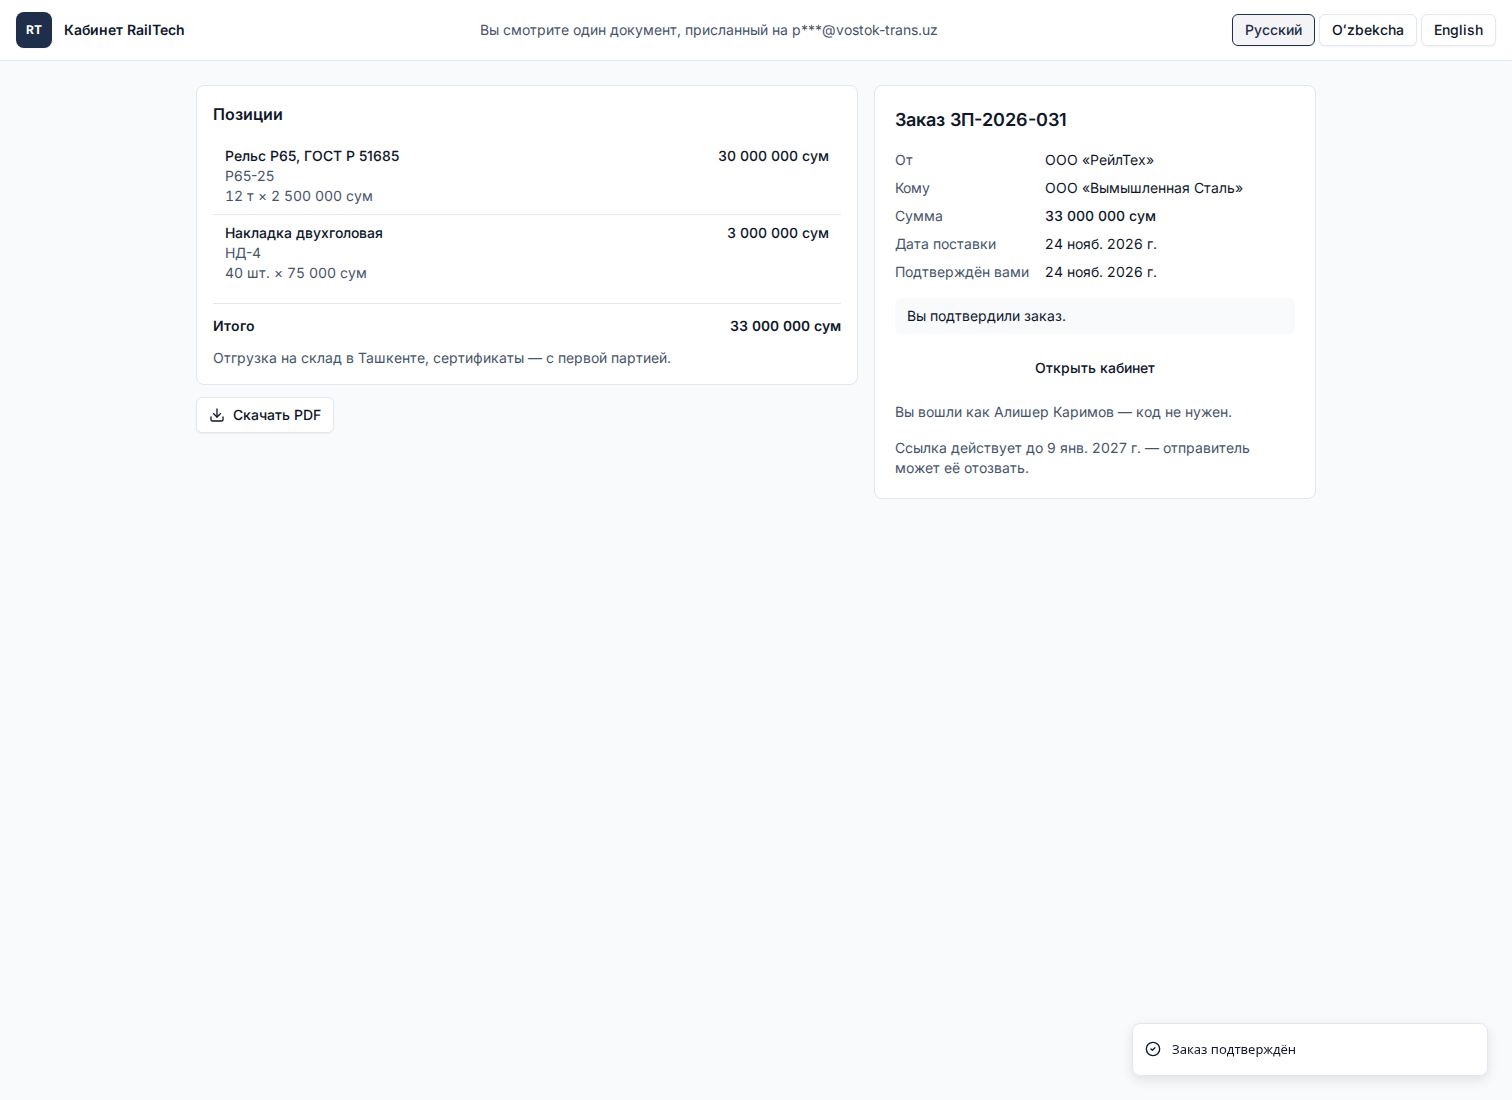 RT
Кабинет RailTech
Вы смотрите один документ, присланный на p***@vostok-trans.uz
Русский
Oʻzbekcha
English
Позиции
Рельс Р65, ГОСТ Р 51685
30 000 000 сум
Р65-25
12 т × 2 500 000 сум
Накладка двухголовая
3 000 000 сум
НД-4
40 шт. × 75 000 сум
Итого
33 000 000 сум
Отгрузка на склад в Ташкенте, сертификаты — с первой партией.
Скачать PDF
Заказ ЗП-2026-031
От
ООО «РейлТех»
Кому
ООО «Вымышленная Сталь»
Сумма
33 000 000 сум
Дата поставки
24 нояб. 2026 г.
Подтверждён вами
24 нояб. 2026 г.
Вы подтвердили заказ.
Открыть кабинет
Вы вошли как Алишер Каримов — код не нужен.
Ссылка действует до 9 янв. 2027 г. — отправитель
может её отозвать.
Заказ подтверждён